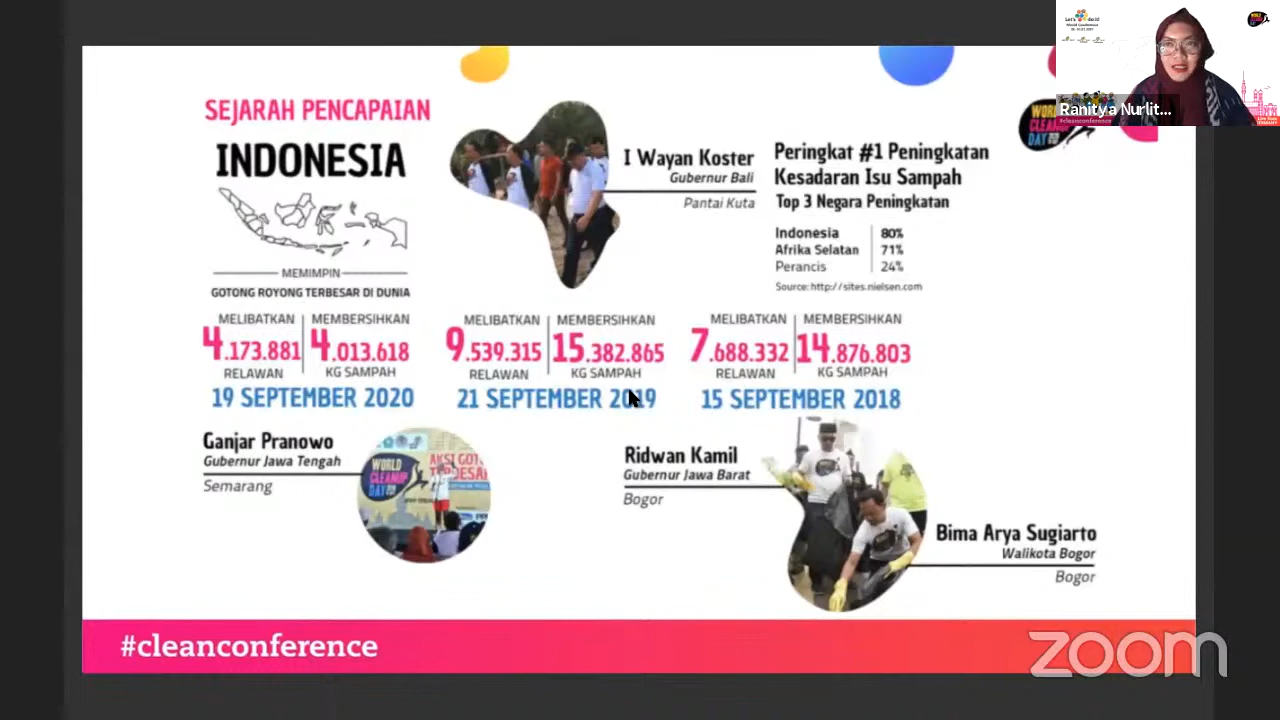 SEJARAH PENCAPAIAN
INDONESIA
MEMIMPIN
GOTONG ROYONG TERBESAR DI DUNIA
I Wayan Koster
Gubernur Bali
Pantai Kuta
Peringkat #1 Peningkatan
Kesadaran Isu Sampah
Top 3 Negara Peningkatan
Indonesia 80%
Afrika Selatan 71%
Perancis 24%
Source: http://sites.nielsen.com
MELIBATKAN MEMBERSIHKAN
4.173.881 4.013.618
RELAWAN KG SAMPAH
19 SEPTEMBER 2020
MELIBATKAN MEMBERSIHKAN
9.539.315 15.382.865
RELAWAN KG SAMPAH
21 SEPTEMBER 2019
MELIBATKAN MEMBERSIHKAN
7.688.332 14.876.803
RELAWAN KG SAMPAH
15 SEPTEMBER 2018
Ganjar Pranowo
Gubernur Jawa Tengah
Semarang
WORLD
CLEANUP
DAY
Ridwan Kamil
Gubernur Jawa Barat
Bogor
Bima Arya Sugiarto
Walikota Bogor
Bogor
#cleanconference
zoom
Let's do it!
Ranitya Nurlit...
#cleanconference